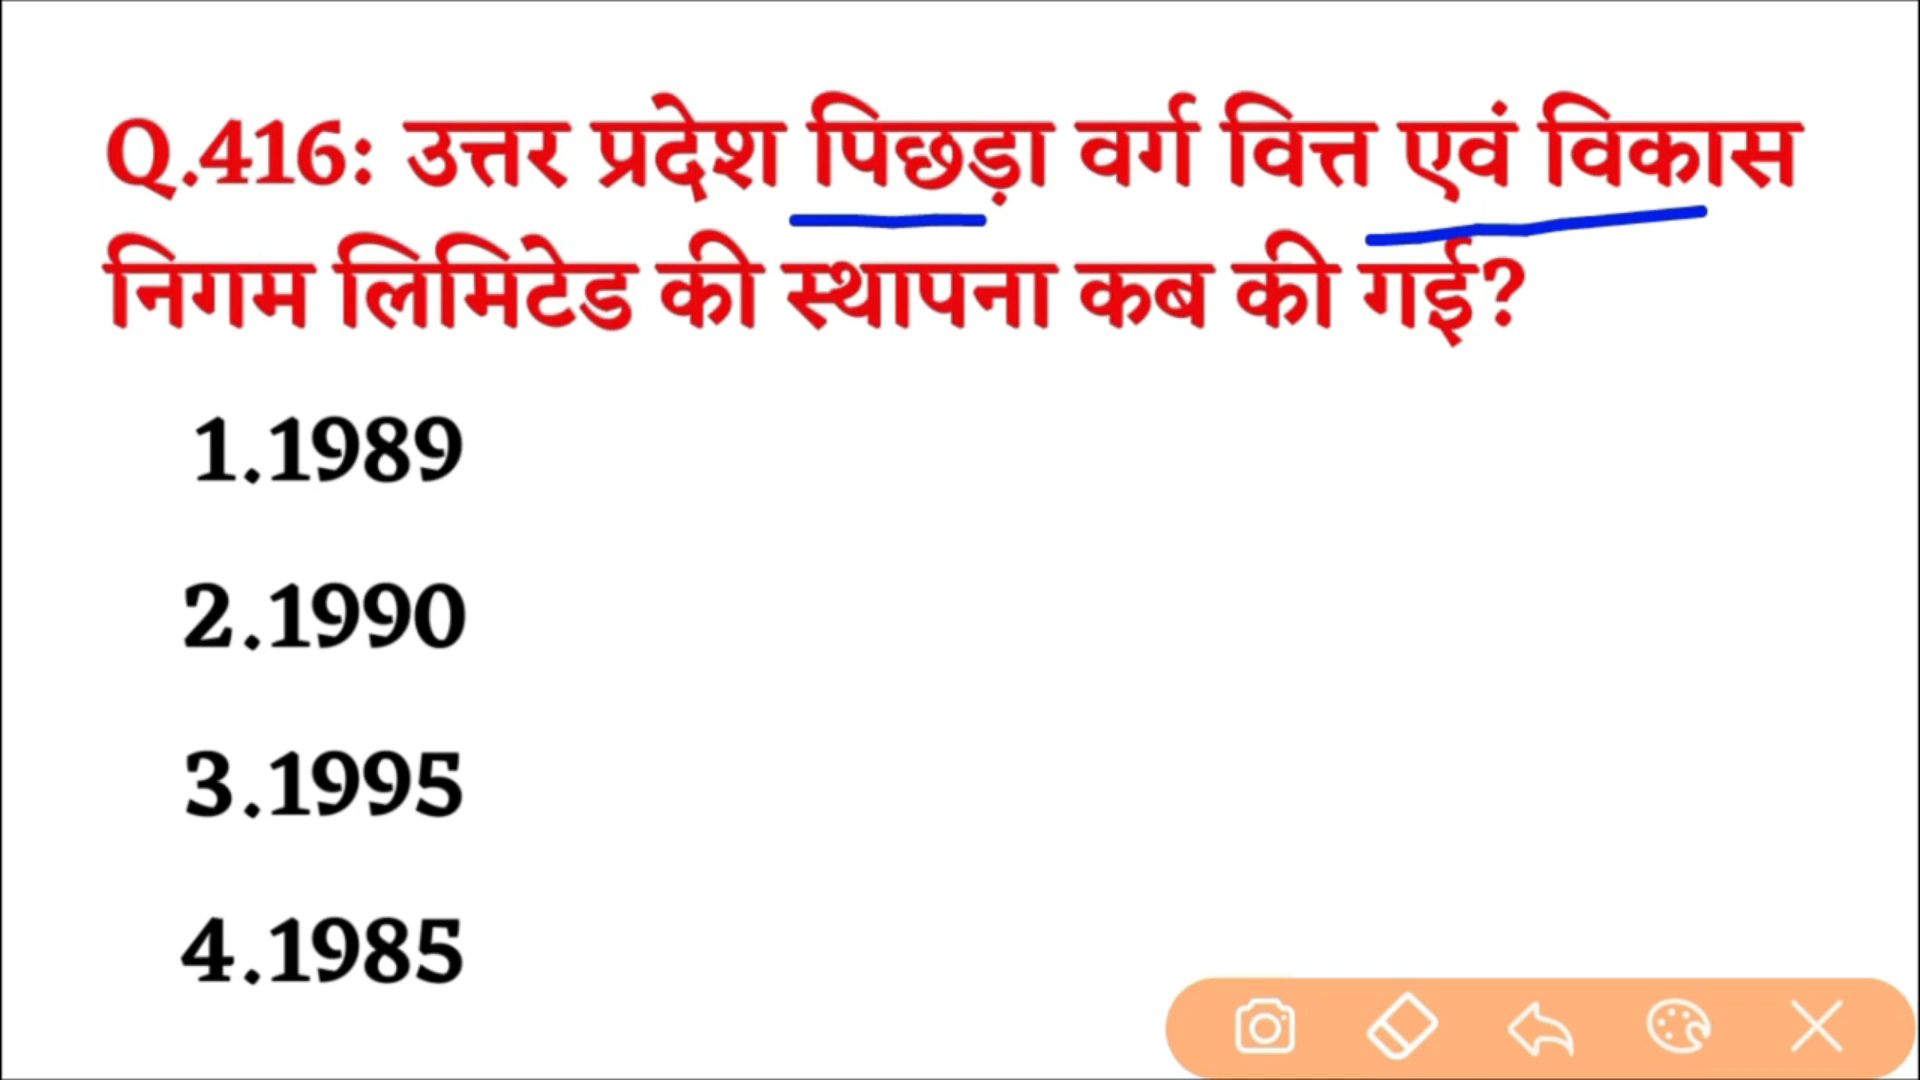 Q.416: उत्तर प्रदेश पिछड़ा वर्ग वित्त एवं विकास
निगम लिमिटेड की स्थापना कब की गई?
1.1989
2.1990
3.1995
4.1985